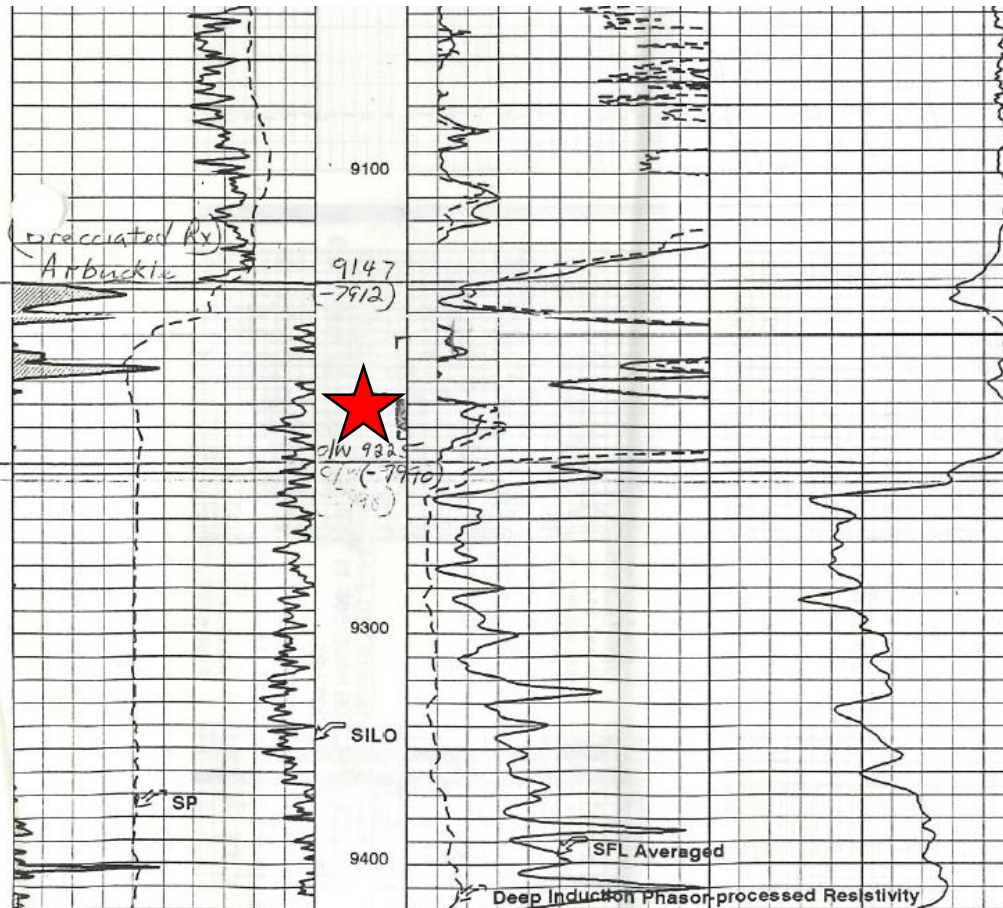 9100
(brecciated Rx)
Arbuckle
9147
(-7912)
o/w 9225
(-7990)
9300
SILO
SP
SFL Averaged
9400
Deep Induction Phasor-processed Resistivity